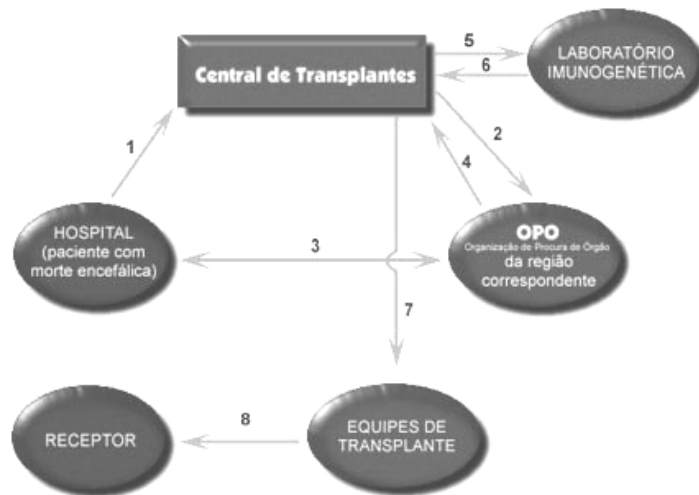 5
LABORATÓRIO
IMUNOGENÉTICA
6
Central de Transplantes
1
2
4
HOSPITAL
(paciente com
morte encefálica)
3
OPO
Organização de Procura de Órgão
da região
correspondente
7
RECEPTOR
8
EQUIPES DE
TRANSPLANTE